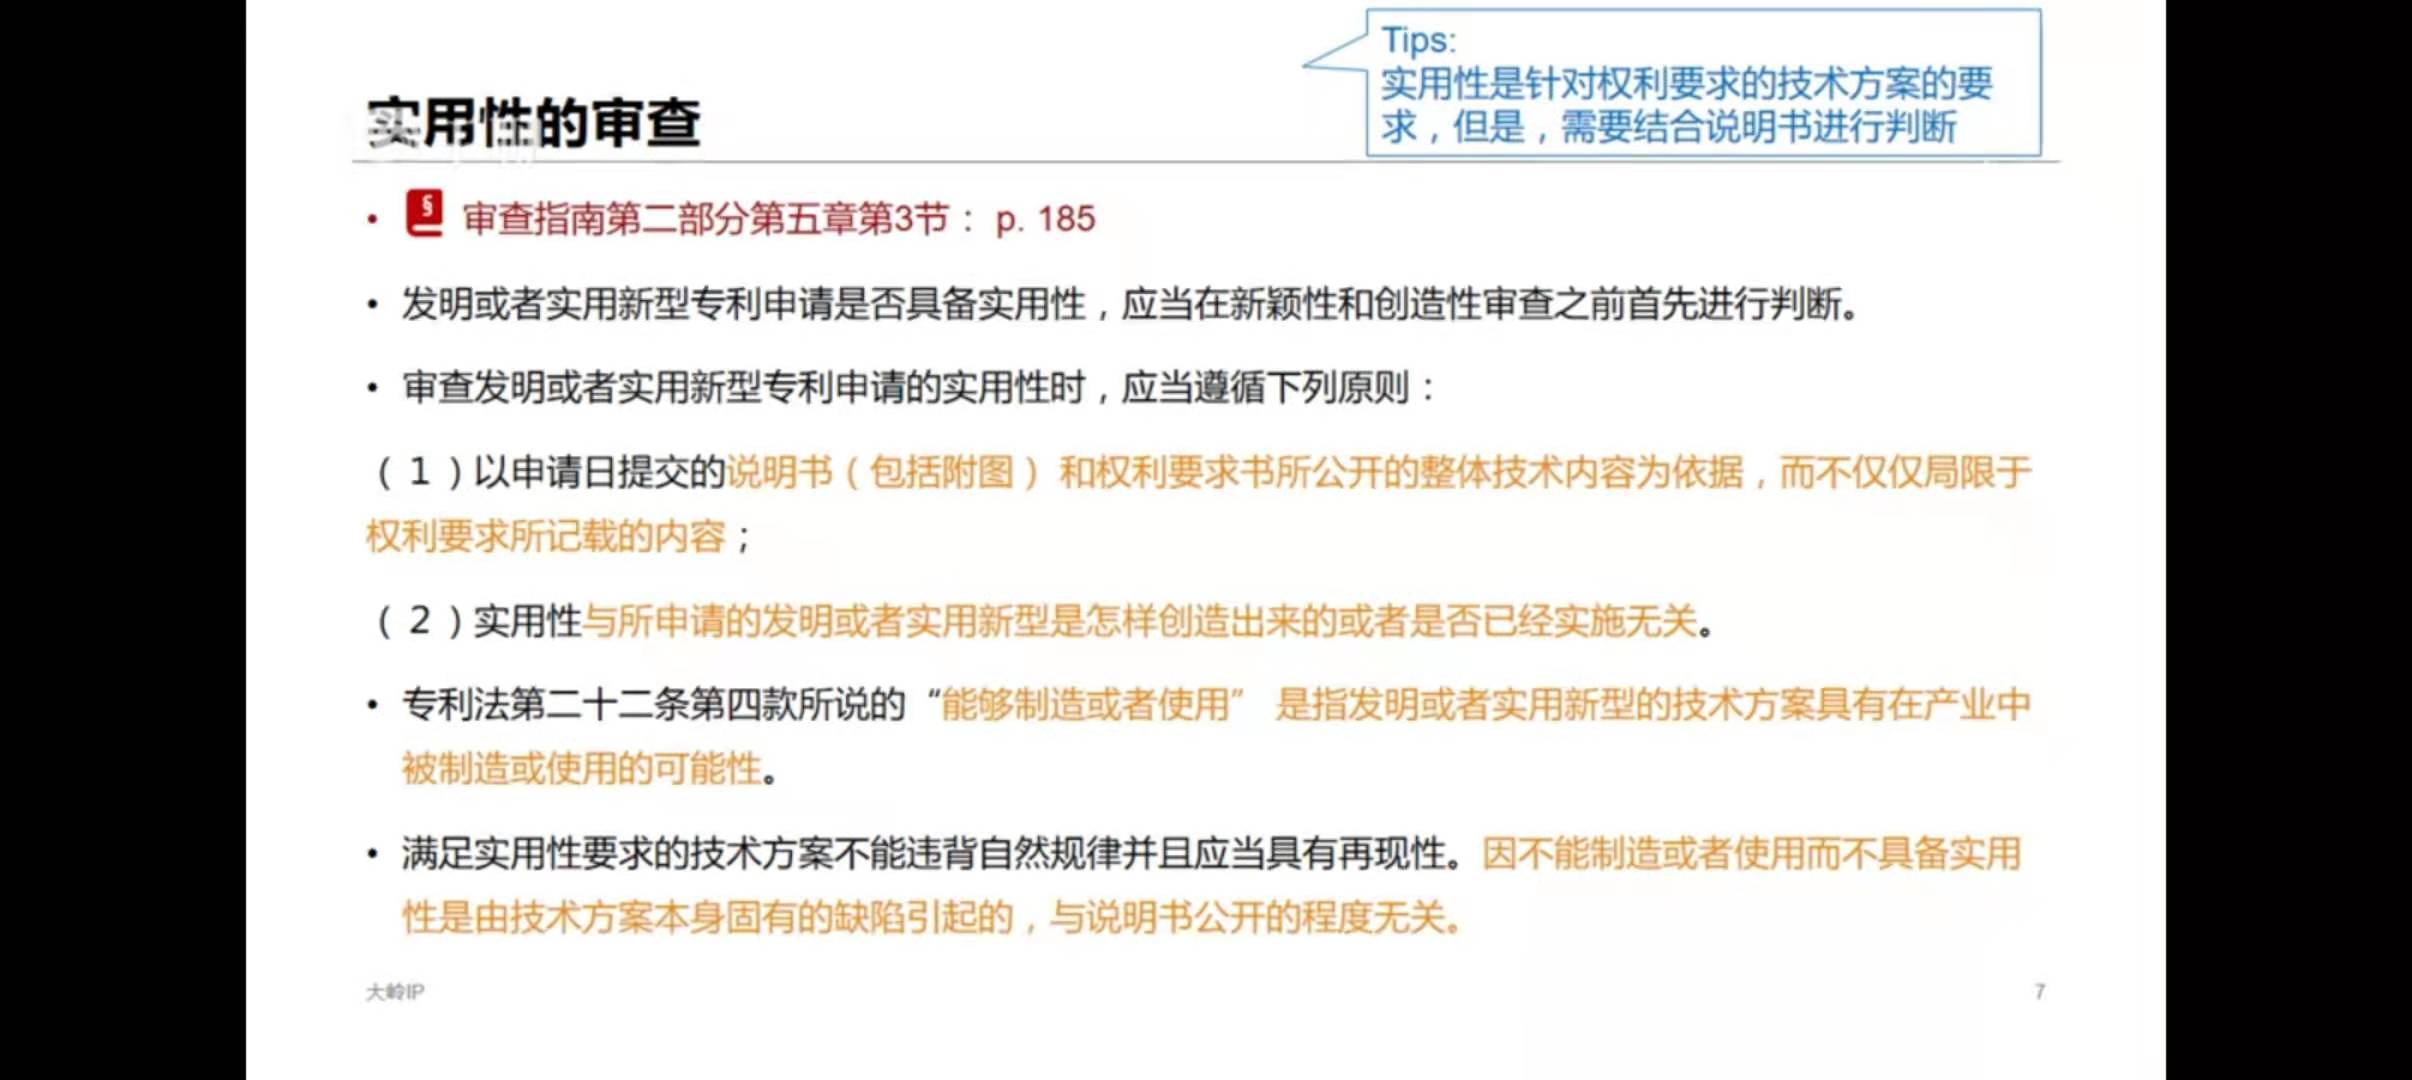 Tips:
实用性是针对权利要求的技术方案的要
求，但是，需要结合说明书进行判断
实用性的审查
• § 审查指南第二部分第五章第3节： p. 185
• 发明或者实用新型专利申请是否具备实用性，应当在新颖性和创造性审查之前首先进行判断。
• 审查发明或者实用新型专利申请的实用性时，应当遵循下列原则：
（1）以申请日提交的说明书（包括附图） 和权利要求书所公开的整体技术内容为依据，而不仅仅局限于
权利要求所记载的内容；
（2）实用性与所申请的发明或者实用新型是怎样创造出来的或者是否已经实施无关。
• 专利法第二十二条第四款所说的“能够制造或者使用” 是指发明或者实用新型的技术方案具有在产业中
被制造或使用的可能性。
• 满足实用性要求的技术方案不能违背自然规律并且应当具有再现性。因不能制造或者使用而不具备实用
性是由技术方案本身固有的缺陷引起的，与说明书公开的程度无关。
大岭IP
7